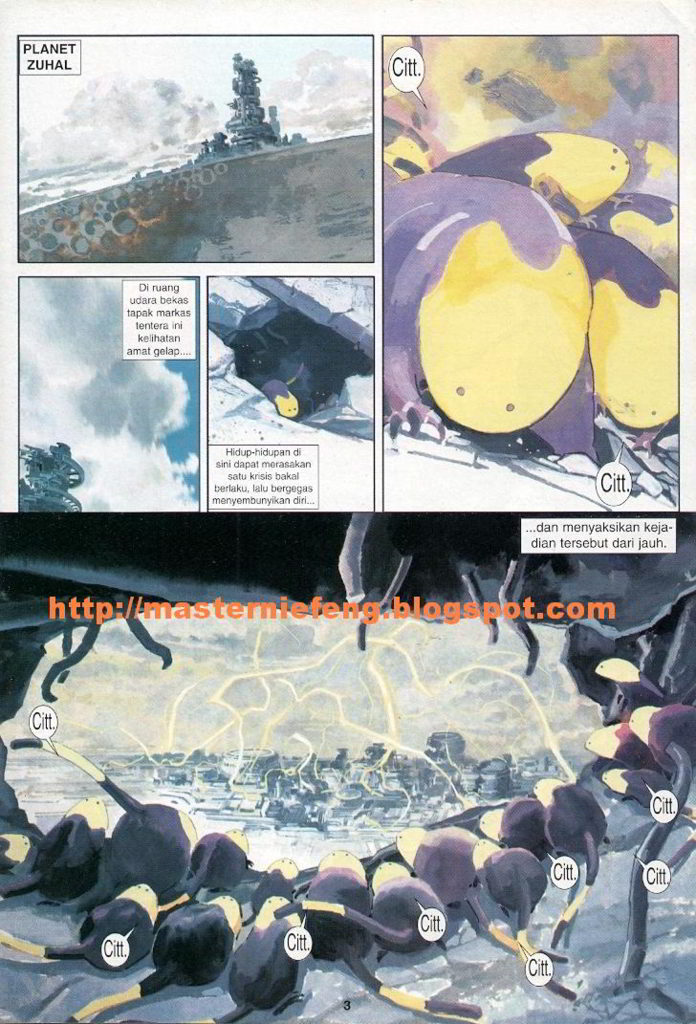 PLANET
ZUHAL
Di ruang
udara bekas
tapak markas
tentera ini
kelihatan
amat gelap....
Hidup-hidupan di
sini dapat merasakan
satu krisis bakal
berlaku, lalu bergegas
menyembunyikan diri...
Citt.
Citt.
...dan menyaksikan keja-
dian tersebut dari jauh.
http://masterniefeng.blogspot.com
Citt.
Citt.
Citt.
Citt.
Citt.
Citt.
Citt.
Citt.
3